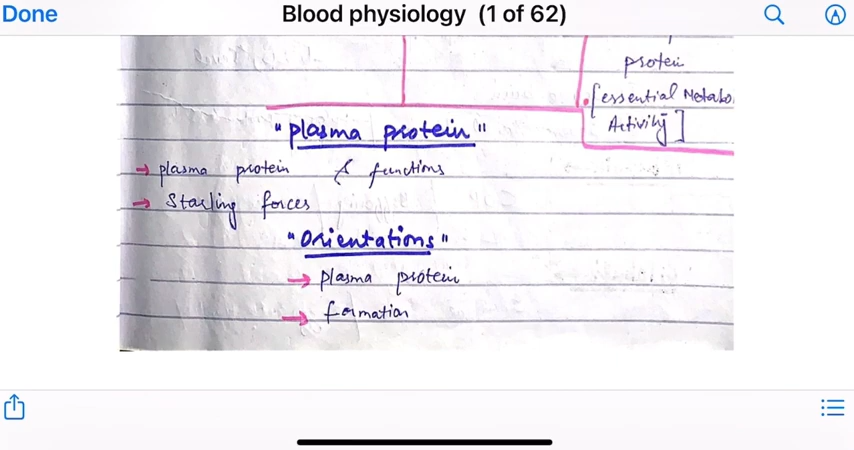 Done
Blood physiology (1 of 62)
protein
[essential Metabo.
Activity]
"plasma protein"
→ plasma protein & functions
→ Starling forces
"Orientations"
→ plasma protein
→ formation